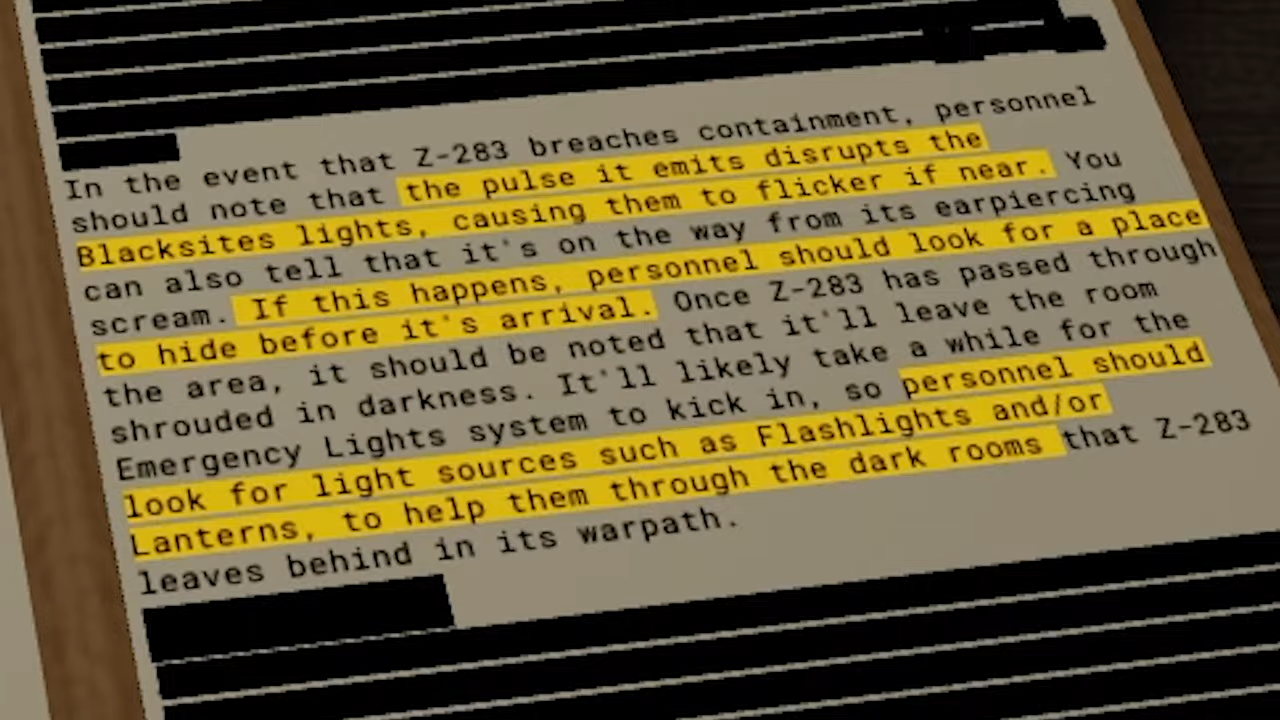 In the event that Z-283 breaches containment, personnel
should note that the pulse it emits disrupts the
Blacksites lights, causing them to flicker if near. You
can also tell that it's on the way from its earpiercing
scream. If this happens, personnel should look for a place
to hide before it's arrival. Once Z-283 has passed through
the area, it should be noted that it'll leave the room
shrouded in darkness. It'll likely take a while for the
Emergency Lights system to kick in, so personnel should
look for light sources such as Flashlights and/or
Lanterns, to help them through the dark rooms that Z-283
leaves behind in its warpath.